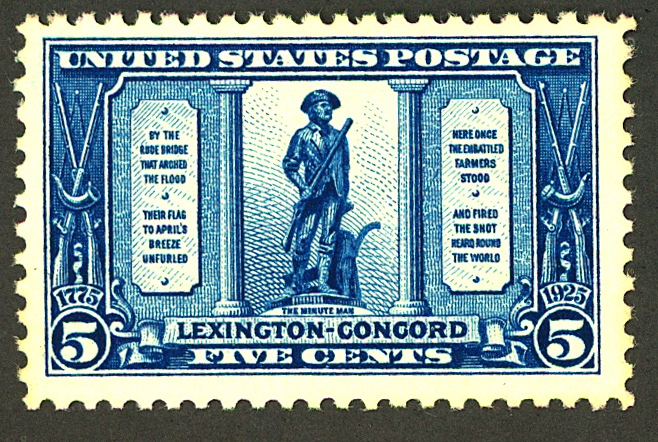 UNITED STATES POSTAGE
BY THE
RUDE BRIDGE
THAT ARCHED
THE FLOOD
THEIR FLAG
TO APRIL'S
BREEZE
UNFURLED
HERE ONCE
THE EMBATTLED
FARMERS
STOOD
AND FIRED
THE SHOT
HEARD ROUND
THE WORLD
1775
1925
THE MINUTE MAN
5
LEXINGTON-CONCORD
5
FIVE CENTS